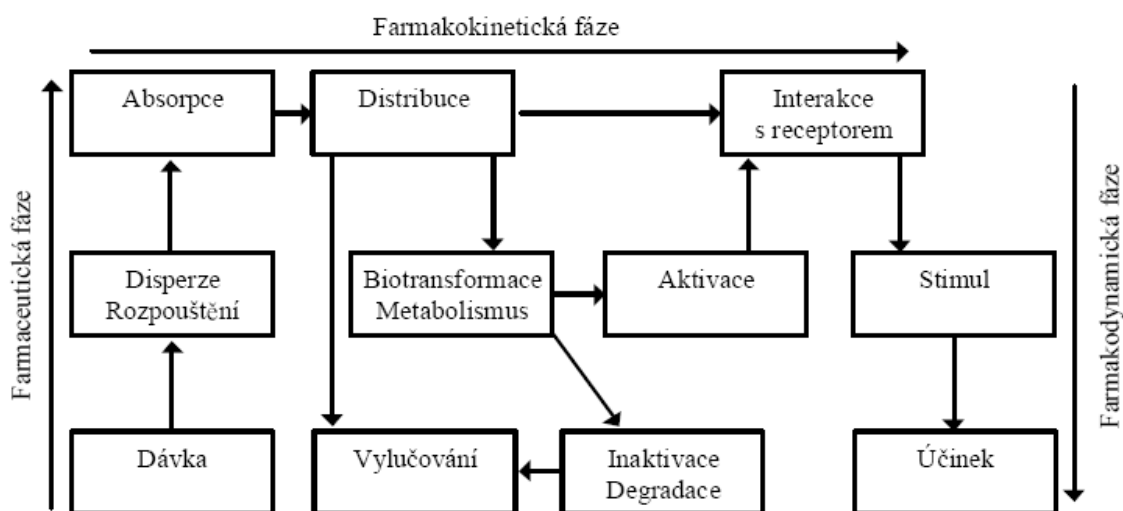 Farmakokinetická fáze
Farmaceutická fáze
Absorpce
Distribuce
Interakce
s receptorem
Farmakodynamická fáze
Disperze
Rozpouštění
Biotransformace
Metabolismus
Aktivace
Stimul
Dávka
Vylučování
Inaktivace
Degradace
Účinek